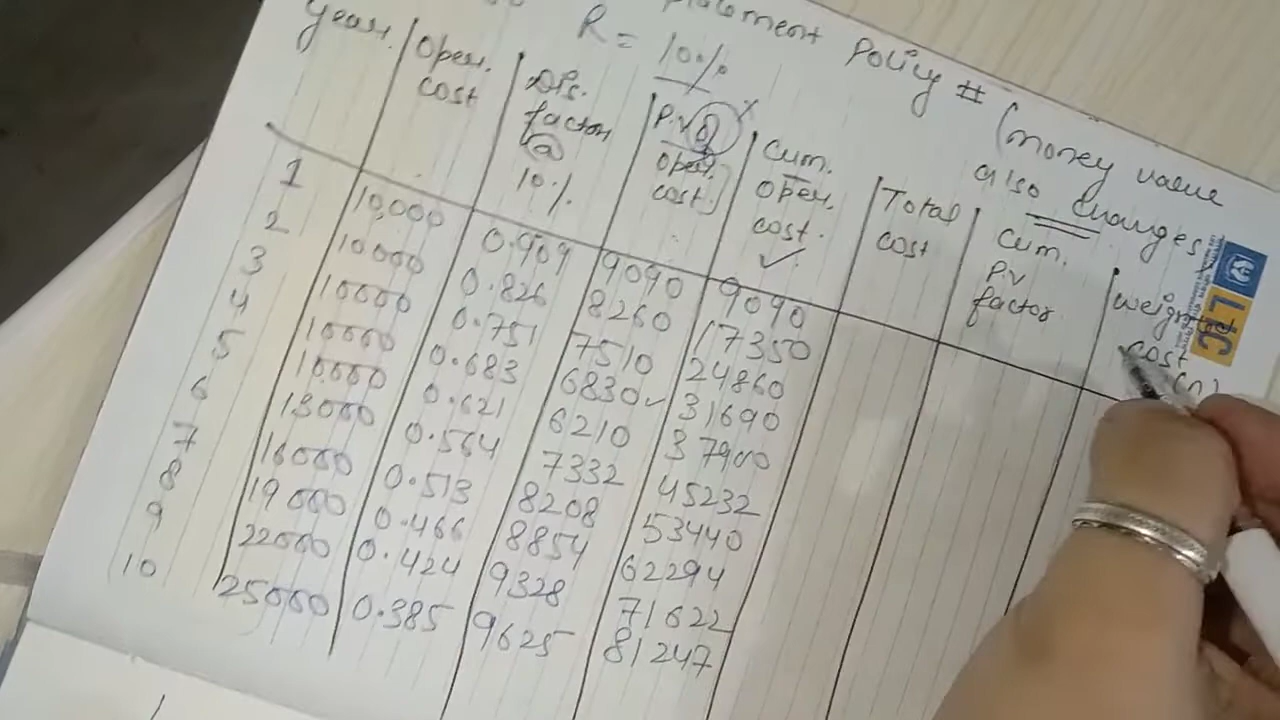 Policy # (money value
also changes)
R = 10%
year. | Oper. cost | Dis. factor @ 10% | P.V of oper. cost | Cum. oper. cost. | Total cost | Cum. P.V factor | weight cost (n)
1 10,000 0.909 9090 9090
2 10000 0.826 8260 17350
3 10000 0.751 7510 24860
4 10000 0.683 6830 31690
5 10,000 0.621 6210 37900
6 13000 0.564 7332 45232
7 16000 0.513 8208 53440
8 19000 0.466 8854 62294
9 22000 0.424 9328 71622
10 25000 0.385 9625 81247
LIC